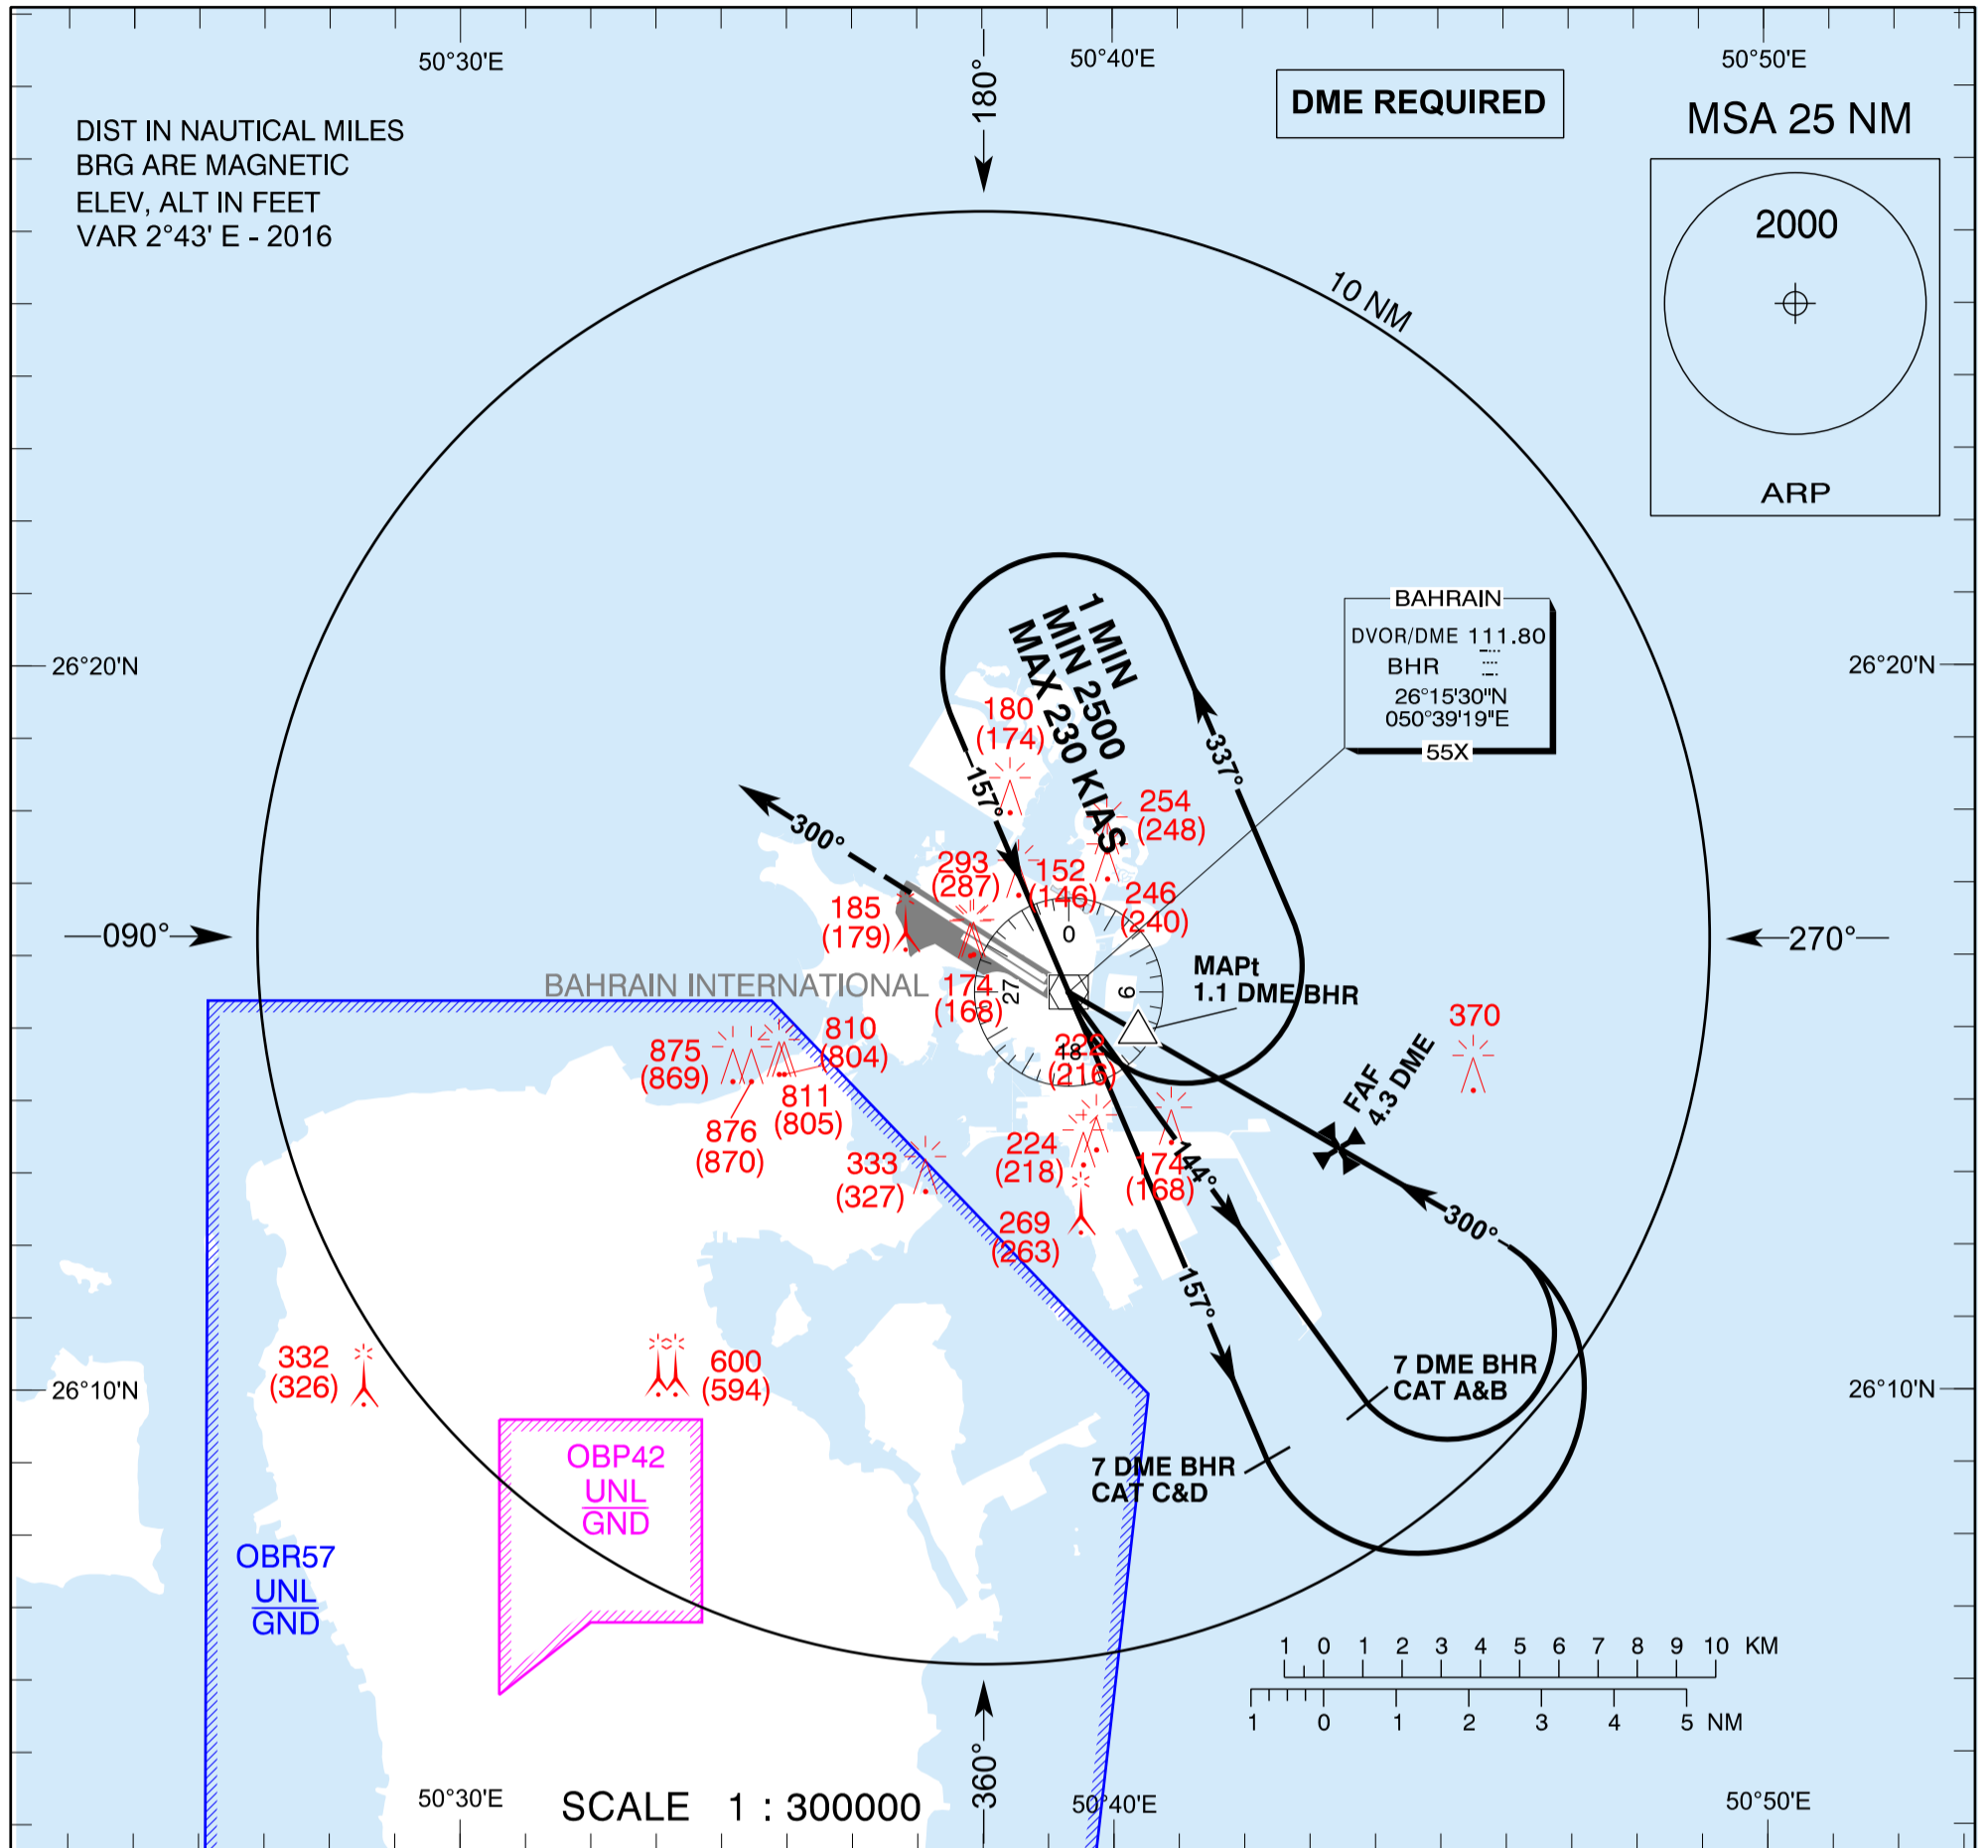 50°30'E
180°
50°40'E
50°50'E
DIST IN NAUTICAL MILES
BRG ARE MAGNETIC
ELEV, ALT IN FEET
VAR 2°43' E - 2016
DME REQUIRED
MSA 25 NM
2000
ARP
10 NM
1 MIN
MIN 2500
MAX 230 KIAS
BAHRAIN
DVOR/DME 111.80
BHR
26°15'30"N
050°39'19"E
55X
26°20'N
26°20'N
180
(174)
157°
337°
300°
254
(248)
293
(287)
152
(146)
246
(240)
185
(179)
090°
270°
0
6
18
27
BAHRAIN INTERNATIONAL
174
(168)
MAPt
1.1 DME BHR
370
875
(869)
810
(804)
811
(805)
876
(870)
222
(216)
FAF
4.3 DME
333
(327)
224
(218)
174
(168)
144°
269
(263)
300°
157°
332
(326)
600
(594)
26°10'N
26°10'N
7 DME BHR
CAT A&B
7 DME BHR
CAT C&D
OBP42
UNL
GND
OBR57
UNL
GND
1 0 1 2 3 4 5 6 7 8 9 10 KM
1 0 1 2 3 4 5 NM
360°
50°30'E
SCALE 1 : 300000
50°40'E
50°50'E